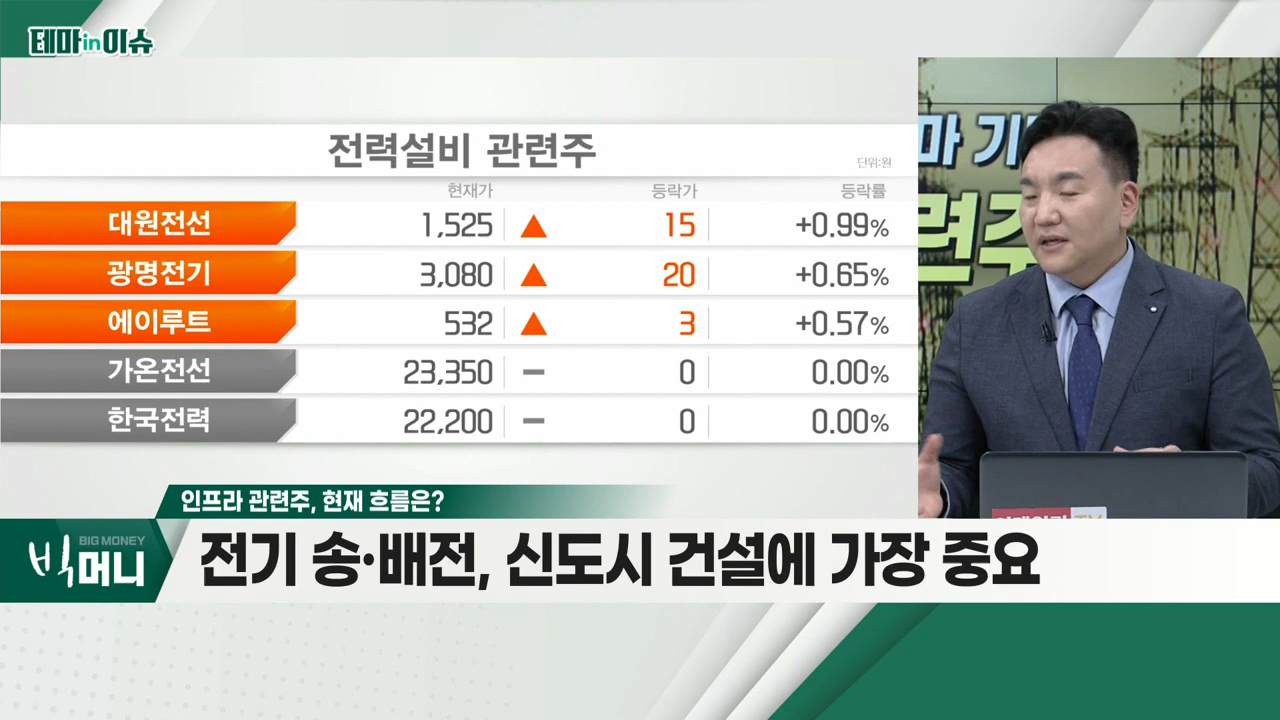 테마in이슈
전력설비 관련주
단위:원
현재가 등락가 등락률
대원전선 1,525 ▲ 15 +0.99%
광명전기 3,080 ▲ 20 +0.65%
에이루트 532 ▲ 3 +0.57%
가온전선 23,350 – 0 0.00%
한국전력 22,200 – 0 0.00%
마 기
련주
인프라 관련주, 현재 흐름은?
BIG MONEY
빅머니
전기 송·배전, 신도시 건설에 가장 중요